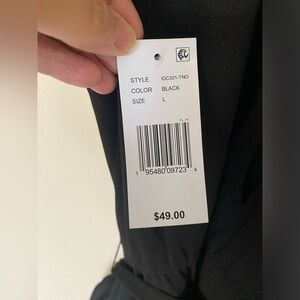 STYLE IDC301-TNO
COLOR BLACK
SIZE L
1 95480 09723 4
$49.00